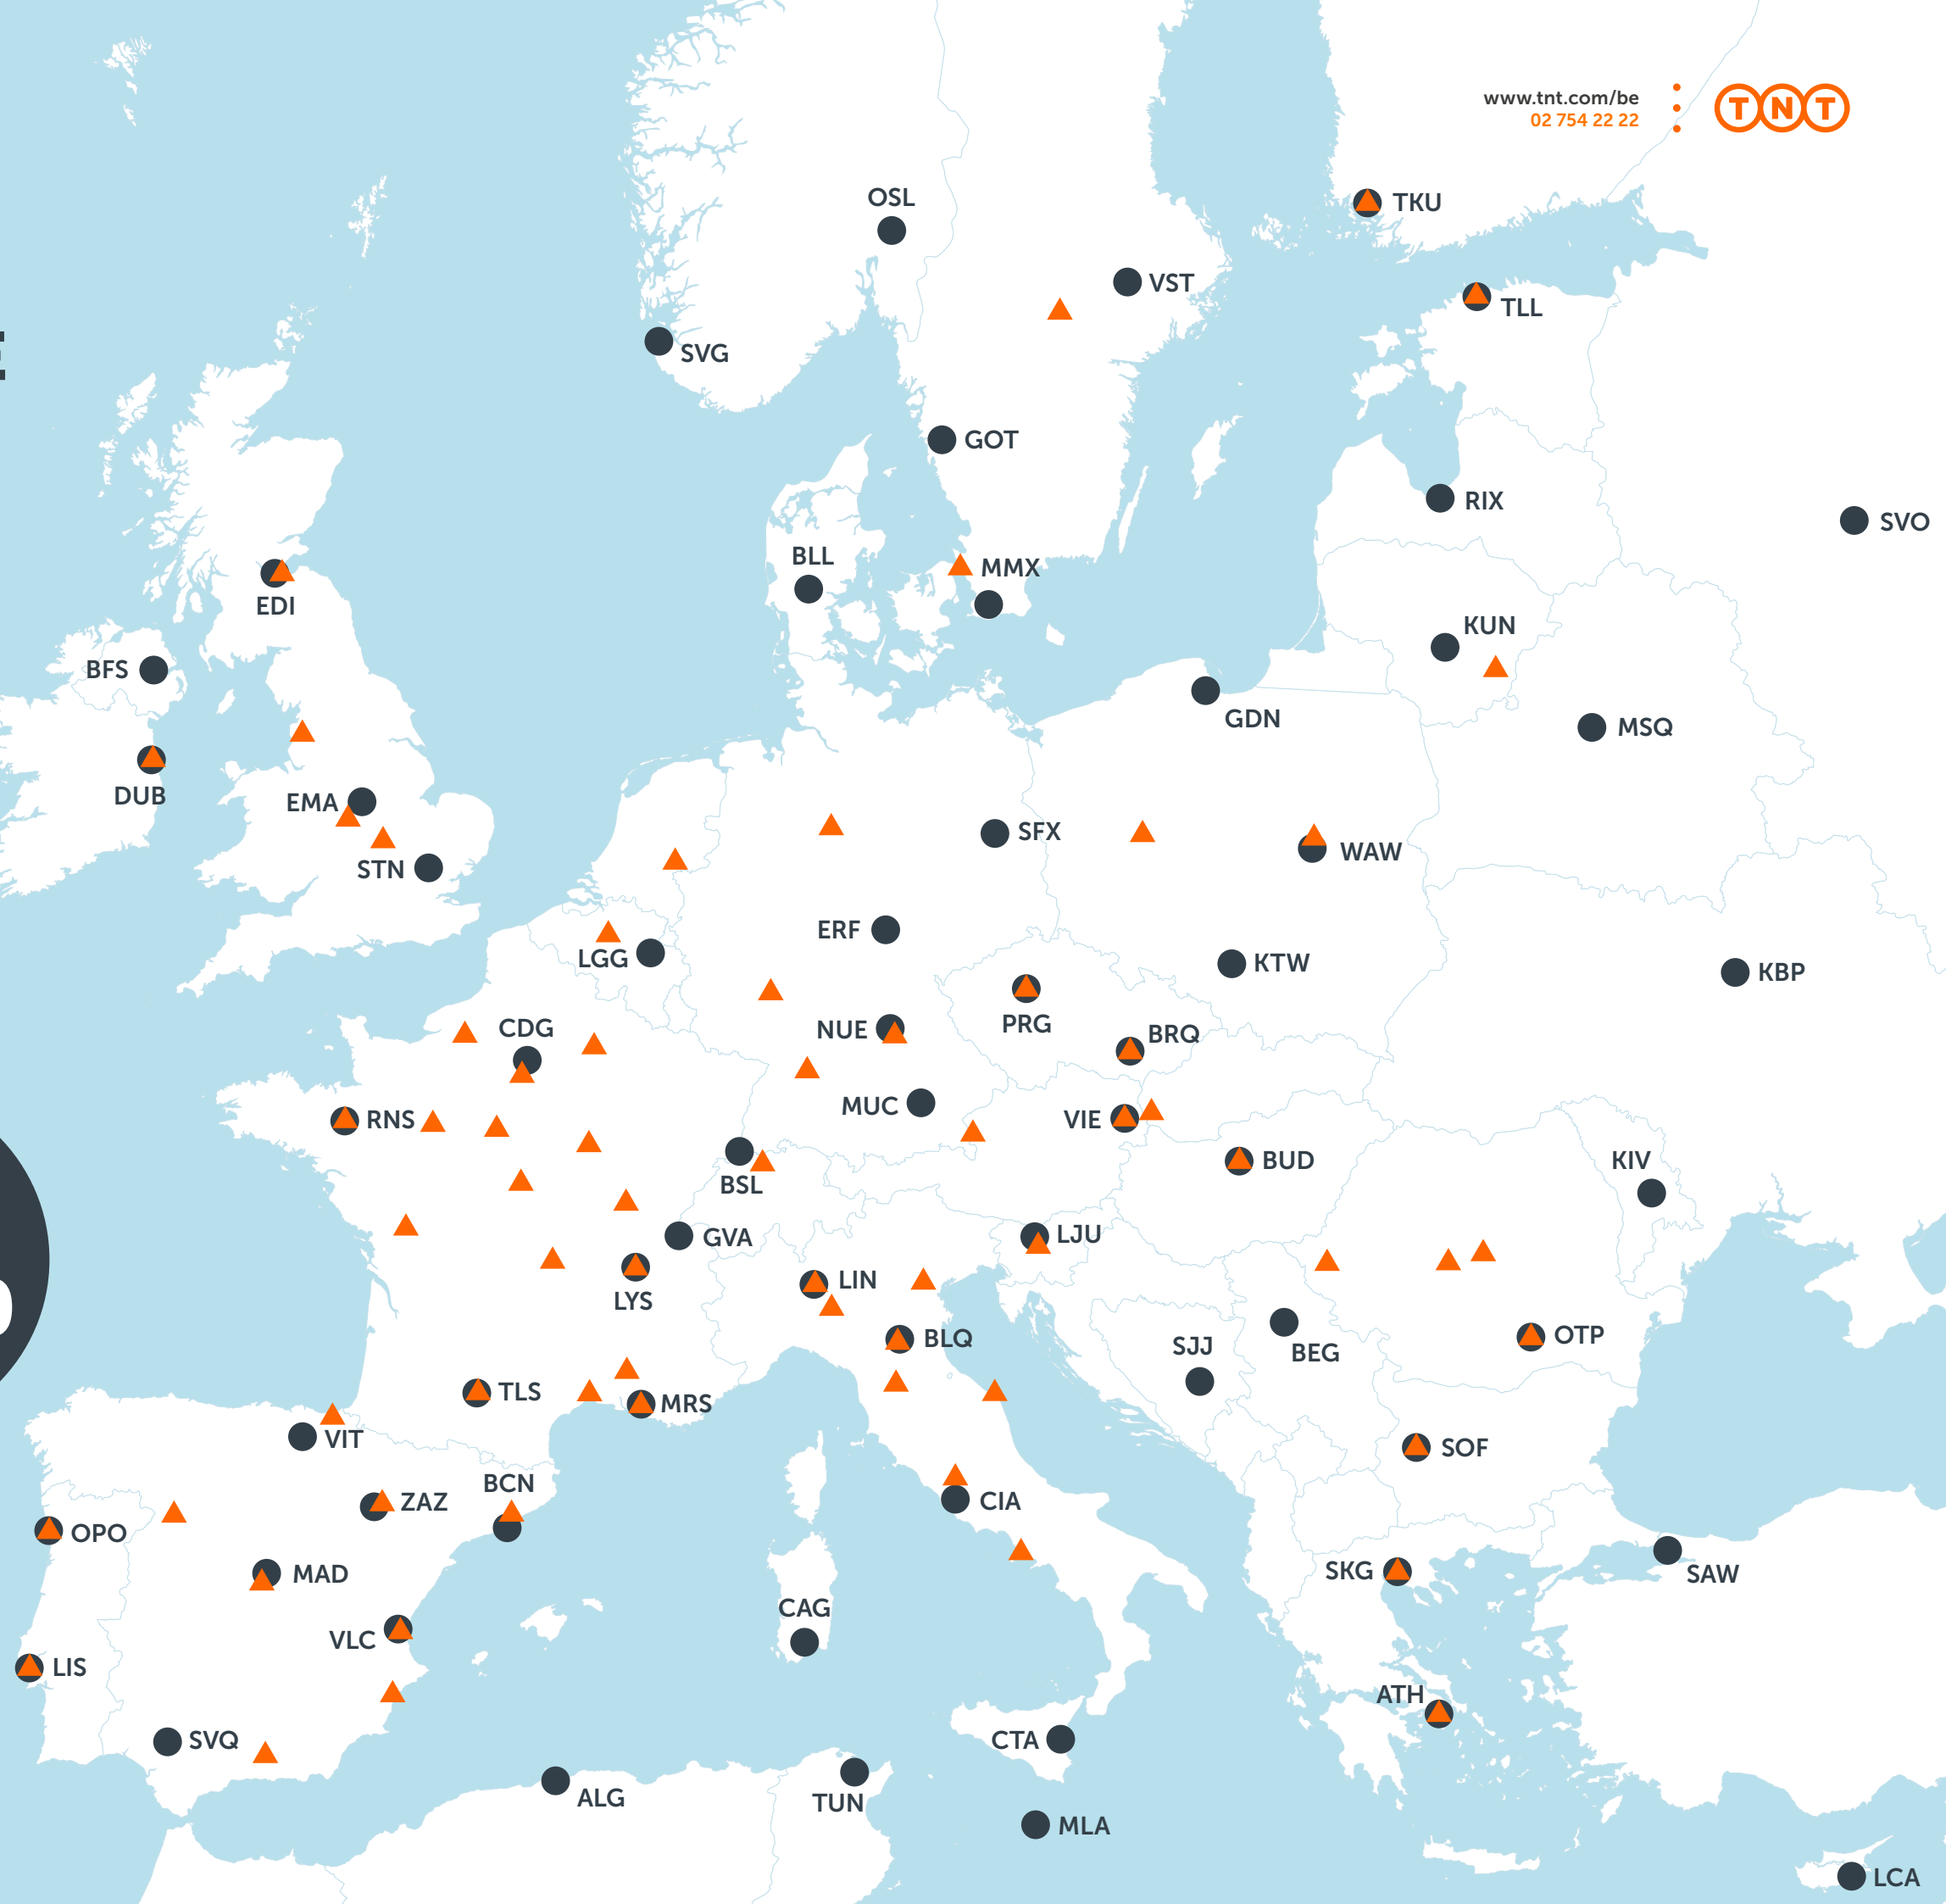 www.tnt.com/be
02 754 22 22
TNT
OSL
TKU
VST
TLL
SVG
E
GOT
RIX
SVO
BLL
MMX
EDI
KUN
BFS
GDN
MSQ
DUB
EMA
SFX
WAW
STN
ERF
LGG
KTW
KBP
CDG
NUE
PRG
BRQ
MUC
RNS
VIE
BUD
KIV
BSL
GVA
LJU
LIN
LYS
BLQ
SJJ
BEG
OTP
TLS
MRS
VIT
SOF
BCN
ZAZ
CIA
OPO
MAD
SKG
SAW
CAG
VLC
LIS
ATH
SVQ
CTA
ALG
TUN
MLA
LCA